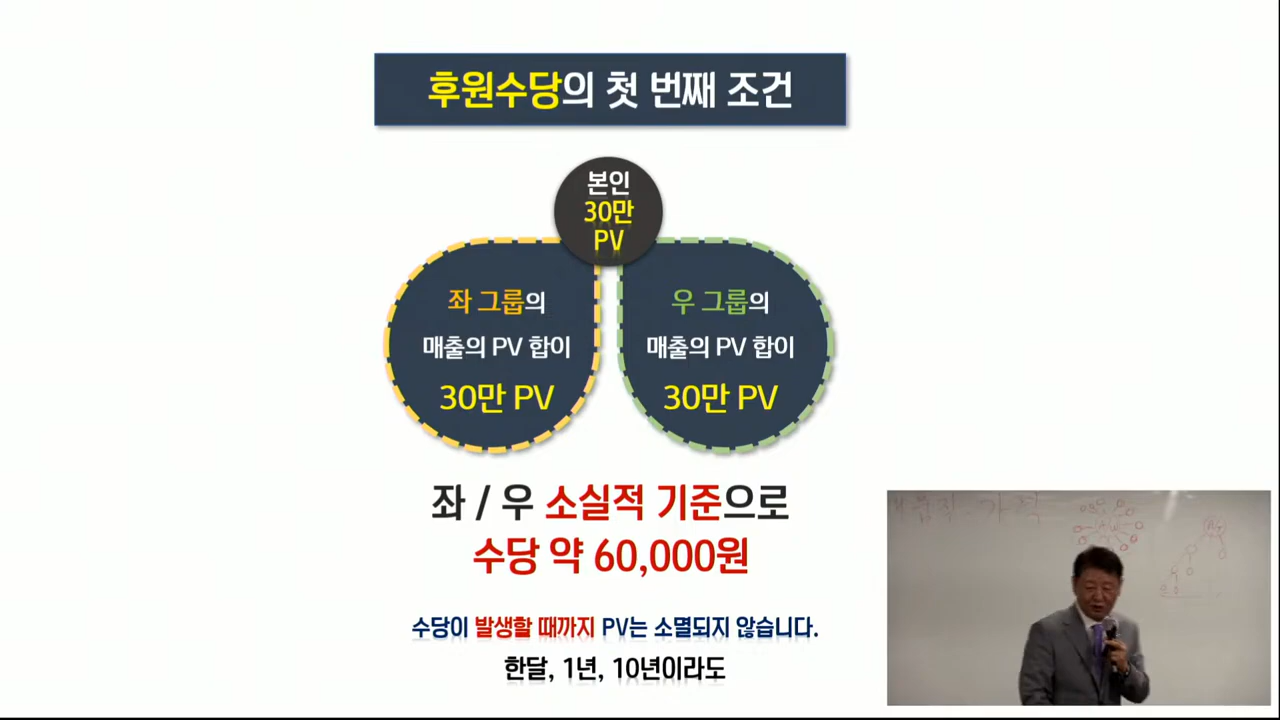 후원수당의 첫 번째 조건
본인
30만
PV
좌 그룹의
매출의 PV 합이
30만 PV
우 그룹의
매출의 PV 합이
30만 PV
좌 / 우 소실적 기준으로
수당 약 60,000원
수당이 발생할 때까지 PV는 소멸되지 않습니다.
한달, 1년, 10년이라도